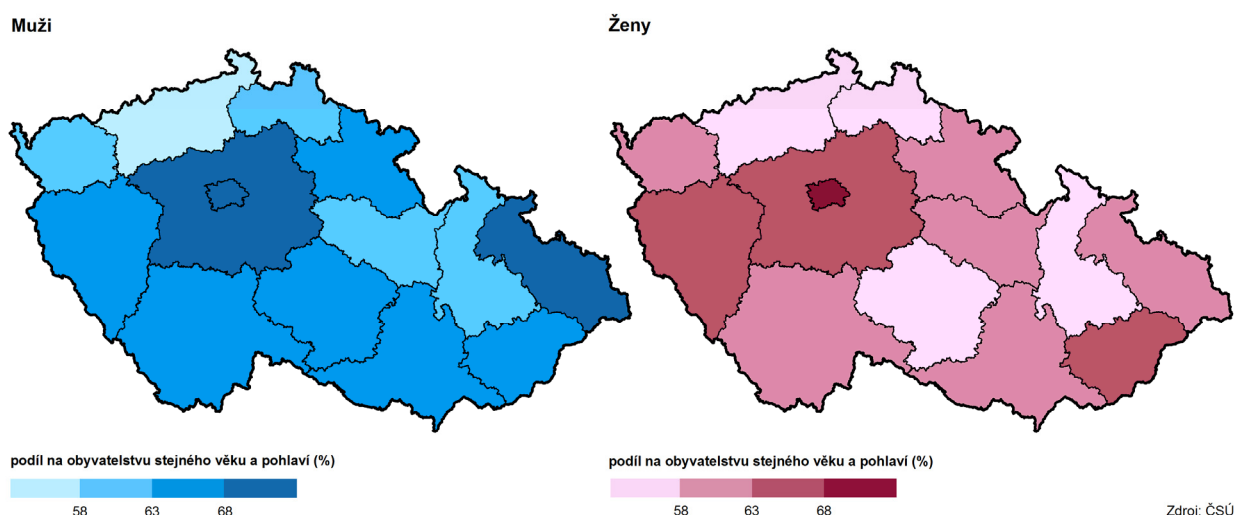 Muži
Ženy
podíl na obyvatelstvu stejného věku a pohlaví (%)
58 63 68
podíl na obyvatelstvu stejného věku a pohlaví (%)
58 63 68
Zdroj: ČSÚ